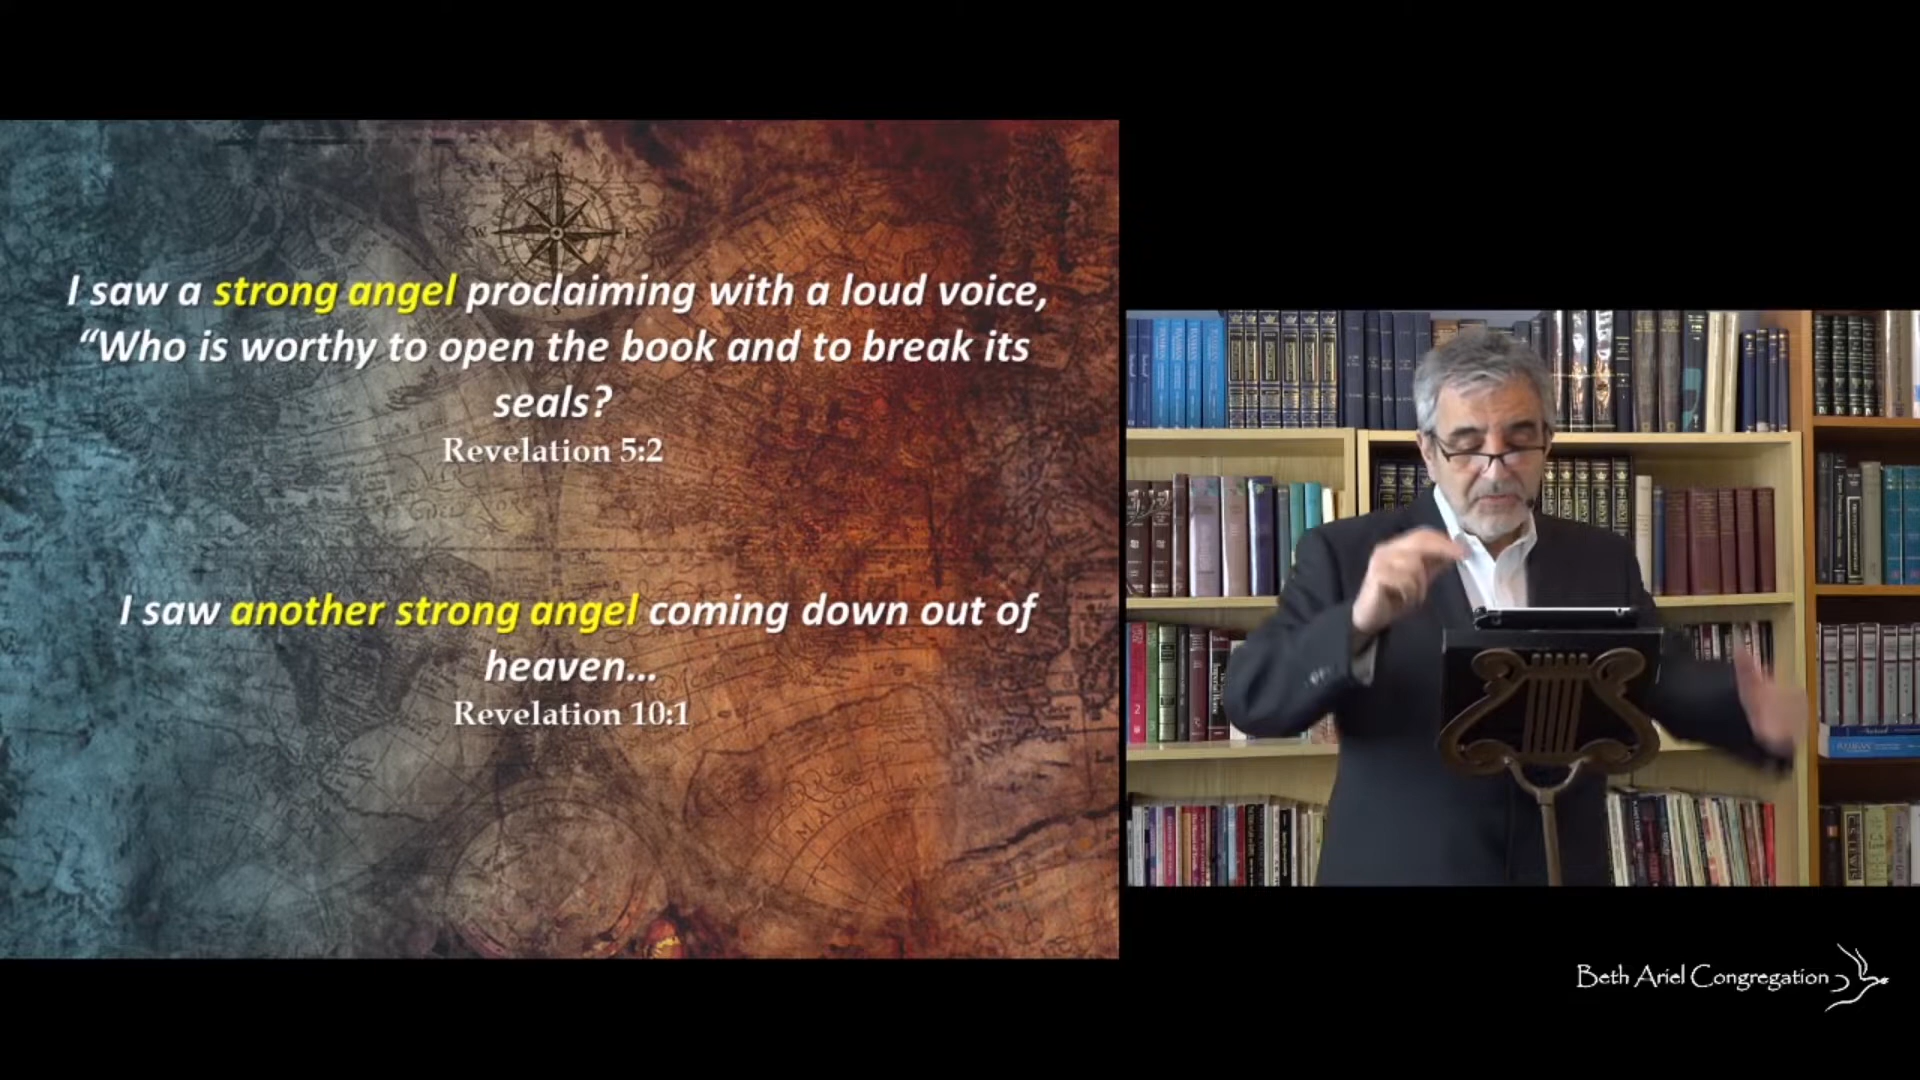 I saw a strong angel proclaiming with a loud voice,
“Who is worthy to open the book and to break its
seals?
Revelation 5:2
I saw another strong angel coming down out of
heaven...
Revelation 10:1
Beth Ariel Congregation